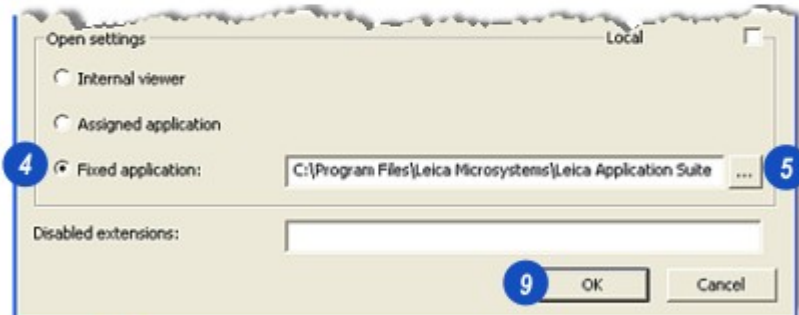 Open settings Local
Internal viewer
Assigned application
4 Fixed application: C:\Program Files\Leica Microsystems\Leica Application Suite ... 5
Disabled extensions:
9 OK Cancel